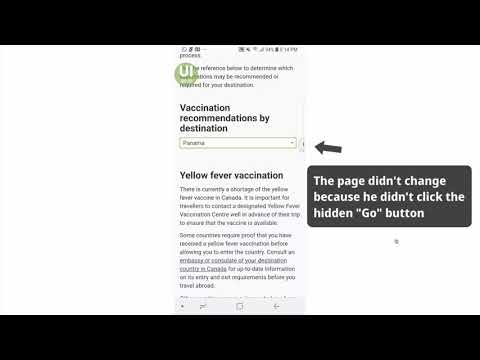 94% 2:14 PM
process.
reference below to determine which
may be recommended or
required for your destination.
UI
Vaccination
recommendations by
destination
Panama
Yellow fever vaccination
There is currently a shortage of the yellow
fever vaccine in Canada. It is important for
travellers to contact a designated Yellow Fever
Vaccination Centre well in advance of their trip
to ensure that the vaccine is available.
Some countries require proof that you have
received a yellow fever vaccination before
allowing you to enter the country. Consult an
embassy or consulate of your destination
country in Canada for up-to-date information
on its entry and exit requirements before you
travel abroad.
The page didn't change
because he didn't click the
hidden "Go" button